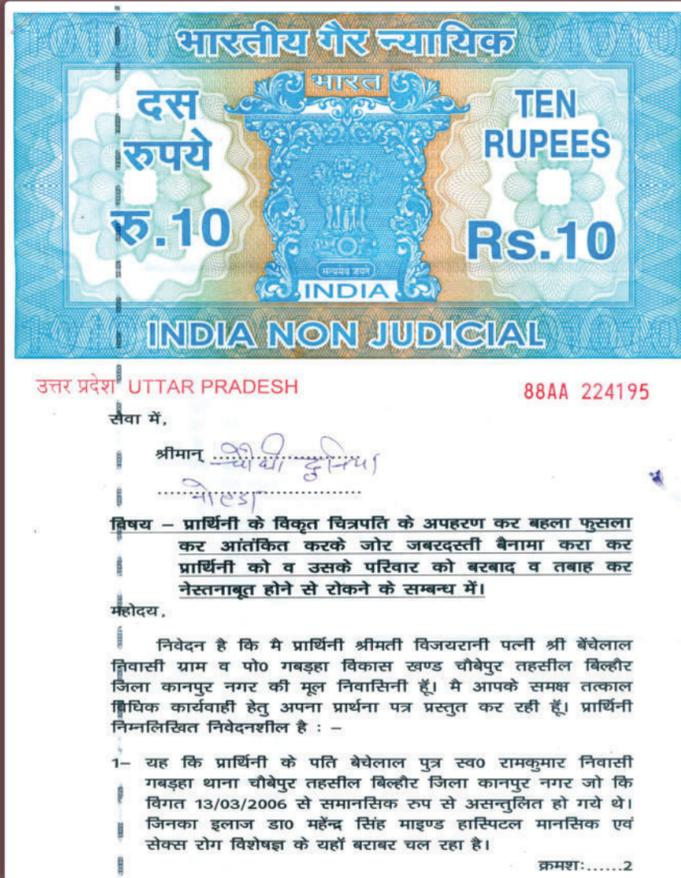 भारतीय गैर न्यायिक
भारत
दस
रुपये
रु.10
TEN
RUPEES
Rs.10
सत्यमेव जयते
INDIA
INDIA NON JUDICIAL
उत्तर प्रदेश UTTAR PRADESH
88AA 224195
सेवा में,
श्रीमान् चौथी दुनिया
नोएडा
विषय – प्रार्थिनी के विकृत चित्रपति के अपहरण कर बहला फुसला
कर आंतंकित करके जोर जबरदस्ती बैनामा करा कर
प्रार्थिनी को व उसके परिवार को बरबाद व तबाह कर
नेस्तनाबूत होने से रोकने के सम्बन्ध में।
महोदय,
निवेदन है कि मै प्रार्थिनी श्रीमती विजयरानी पत्नी श्री बेंचेलाल
निवासी ग्राम व पो0 गबड़हा विकास खण्ड चौबेपुर तहसील बिल्हौर
जिला कानपुर नगर की मूल निवासिनी हूँ। मै आपके समक्ष तत्काल
विधिक कार्यवाही हेतु अपना प्रार्थना पत्र प्रस्तुत कर रही हूँ। प्रार्थिनी
निम्नलिखित निवेदनशील है : –
1– यह कि प्रार्थिनी के पति बेचेलाल पुत्र स्व0 रामकुमार निवासी
गबड़हा थाना चौबेपुर तहसील बिल्हौर जिला कानपुर नगर जो कि
विगत 13/03/2006 से समानसिक रुप से असन्तुलित हो गये थे।
जिनका इलाज डा0 महेन्द्र सिंह माइण्ड हास्पिटल मानसिक एवं
सेक्स रोग विशेषज्ञ के यहाँ बराबर चल रहा है।
क्रमशः......2